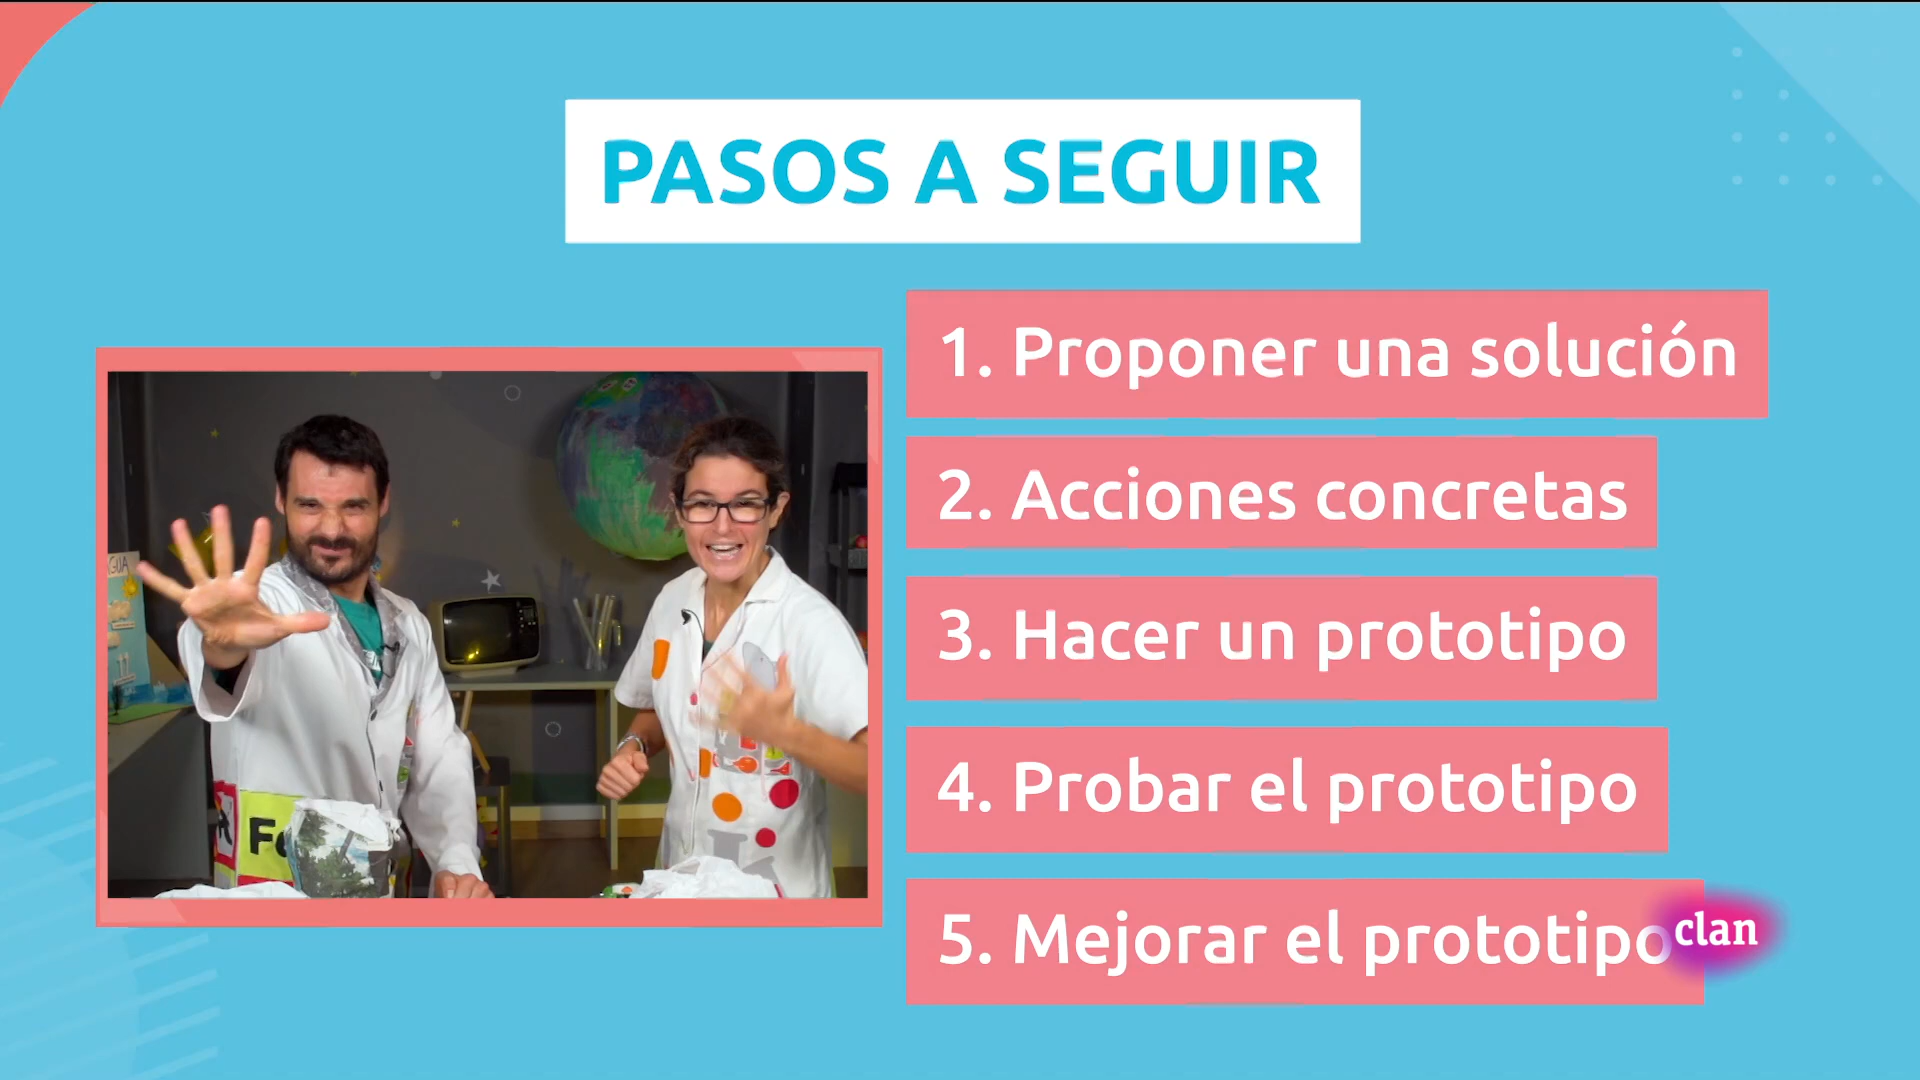 PASOS A SEGUIR
1. Proponer una solución
2. Acciones concretas
3. Hacer un prototipo
4. Probar el prototipo
5. Mejorar el prototipo
clan